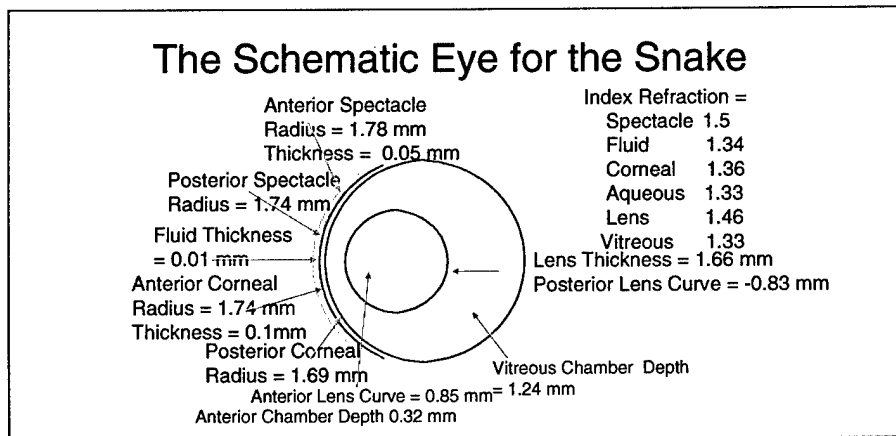 The Schematic Eye for the Snake
Anterior Spectacle
Radius = 1.78 mm
Thickness = 0.05 mm
Posterior Spectacle
Radius = 1.74 mm
Fluid Thickness
= 0.01 mm
Anterior Corneal
Radius = 1.74 mm
Thickness = 0.1mm
Posterior Corneal
Radius = 1.69 mm
Anterior Lens Curve = 0.85 mm
Anterior Chamber Depth 0.32 mm
Index Refraction =
Spectacle 1.5
Fluid 1.34
Corneal 1.36
Aqueous 1.33
Lens 1.46
Vitreous 1.33
Lens Thickness = 1.66 mm
Posterior Lens Curve = -0.83 mm
Vitreous Chamber Depth
= 1.24 mm